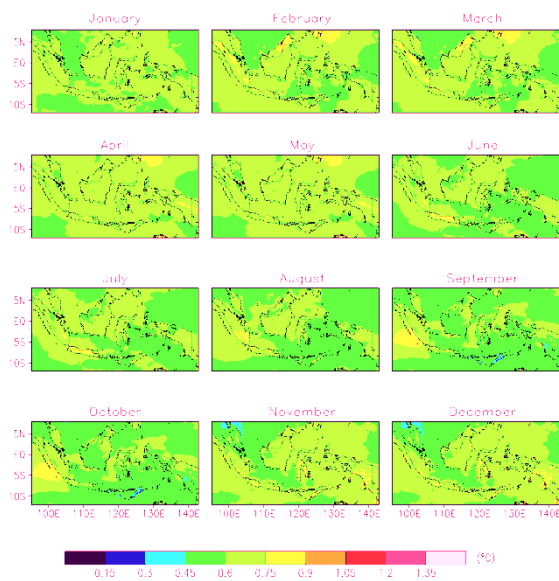 January February March
5N
EQ
5S
10S
April May June
5N
EQ
5S
10S
July August September
5N
EQ
5S
10S
October November December
5N
EQ
5S
10S
100E 110E 120E 130E 140E 100E 110E 120E 130E 140E 100E 110E 120E 130E 140E
(°C)
0.15 0.3 0.45 0.6 0.75 0.9 1.05 1.2 1.35